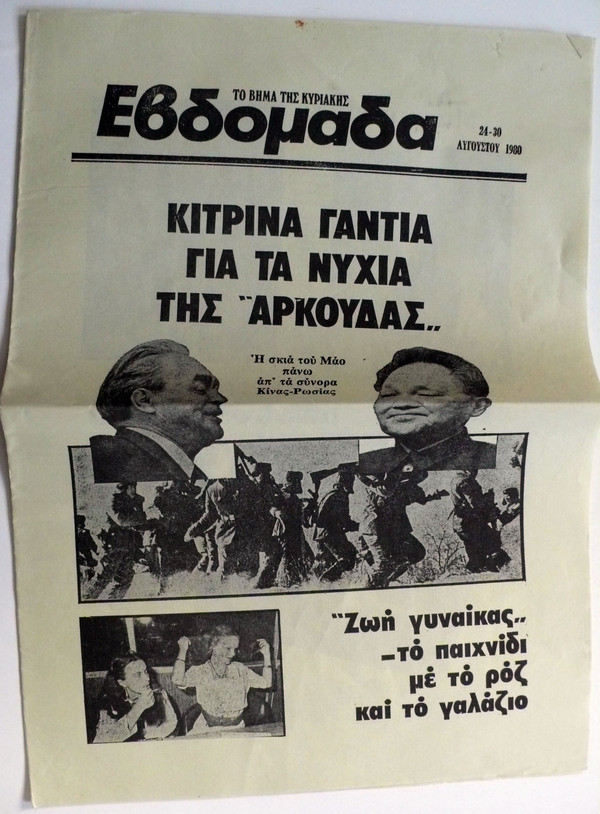 ΤΟ ΒΗΜΑ ΤΗΣ ΚΥΡΙΑΚΗΣ
Εβδομαδα
24-30
ΑΥΓΟΥΣΤΟΥ 1980
ΚΙΤΡΙΝΑ ΓΑΝΤΙΑ
ΓΙΑ ΤΑ ΝΥΧΙΑ
ΤΗΣ "ΑΡΚΟΥΔΑΣ„
Ἡ σκιά τοῦ Μάο
πάνω
ἀπ' τά σύνορα
Κίνας-Ρωσίας
"Ζωή γυναίκας„
–τό παιχνίδι
μέ τό ρόζ
καί τό γαλάζιο